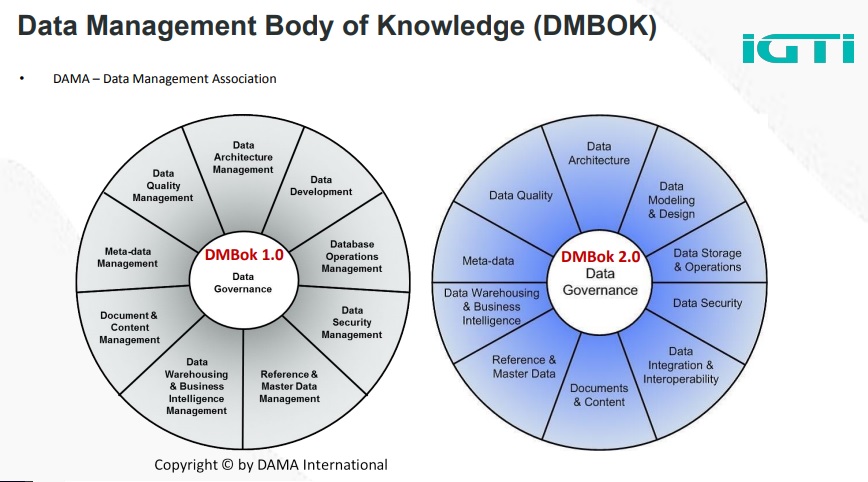 Data Management Body of Knowledge (DMBOK)
iGTi
• DAMA – Data Management Association
Data
Architecture
Management
Data
Development
Database
Operations
Management
Data
Security
Management
Reference &
Master Data
Management
Data
Warehousing
& Business
Intelligence
Management
Document &
Content
Management
Meta-data
Management
Data
Quality
Management
DMBok 1.0
Data
Governance
Data
Architecture
Data
Modeling
& Design
Data Storage
& Operations
Data Security
Data
Integration &
Interoperability
Documents
& Content
Reference &
Master Data
Data Warehousing
& Business
Intelligence
Meta-data
Data Quality
DMBok 2.0
Data
Governance
Copyright © by DAMA International